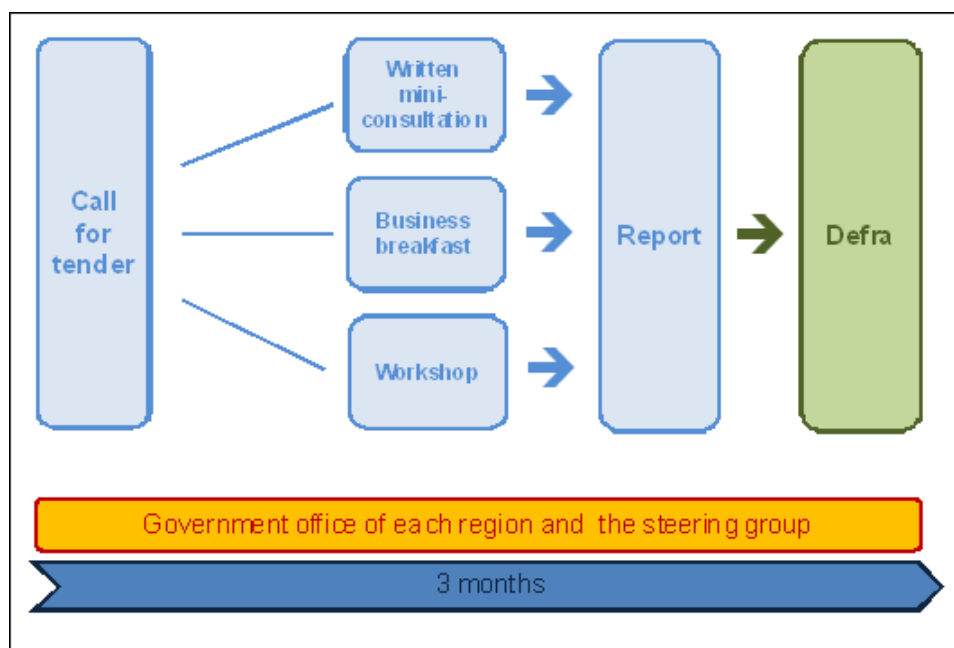 Call
for
tender
Written
mini-
consultation
Business
breakfast
Workshop
Report
Defra
Government office of each region and the steering group
3 months